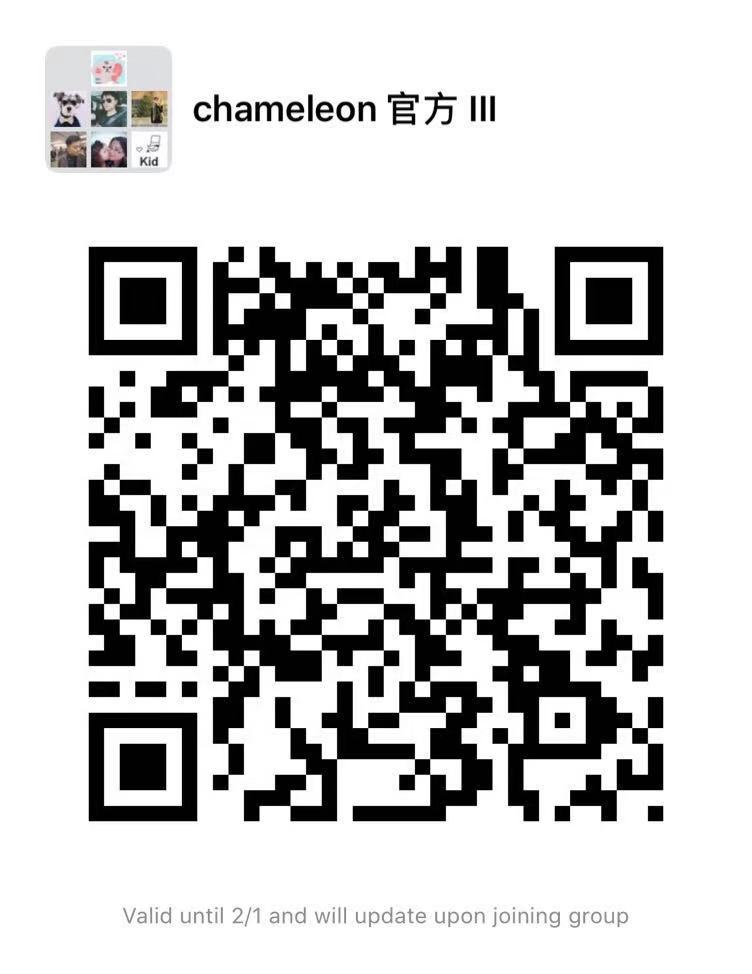 chameleon 官方 III
Kid
Valid until 2/1 and will update upon joining group